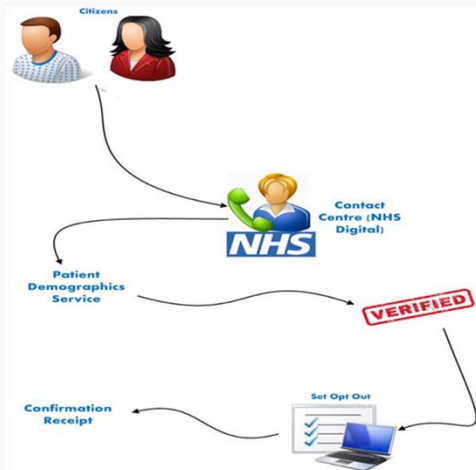 Citizens
Contact
Centre (NHS
Digital)
NHS
Patient
Demographics
Service
VERIFIED
Set Opt Out
Confirmation
Receipt